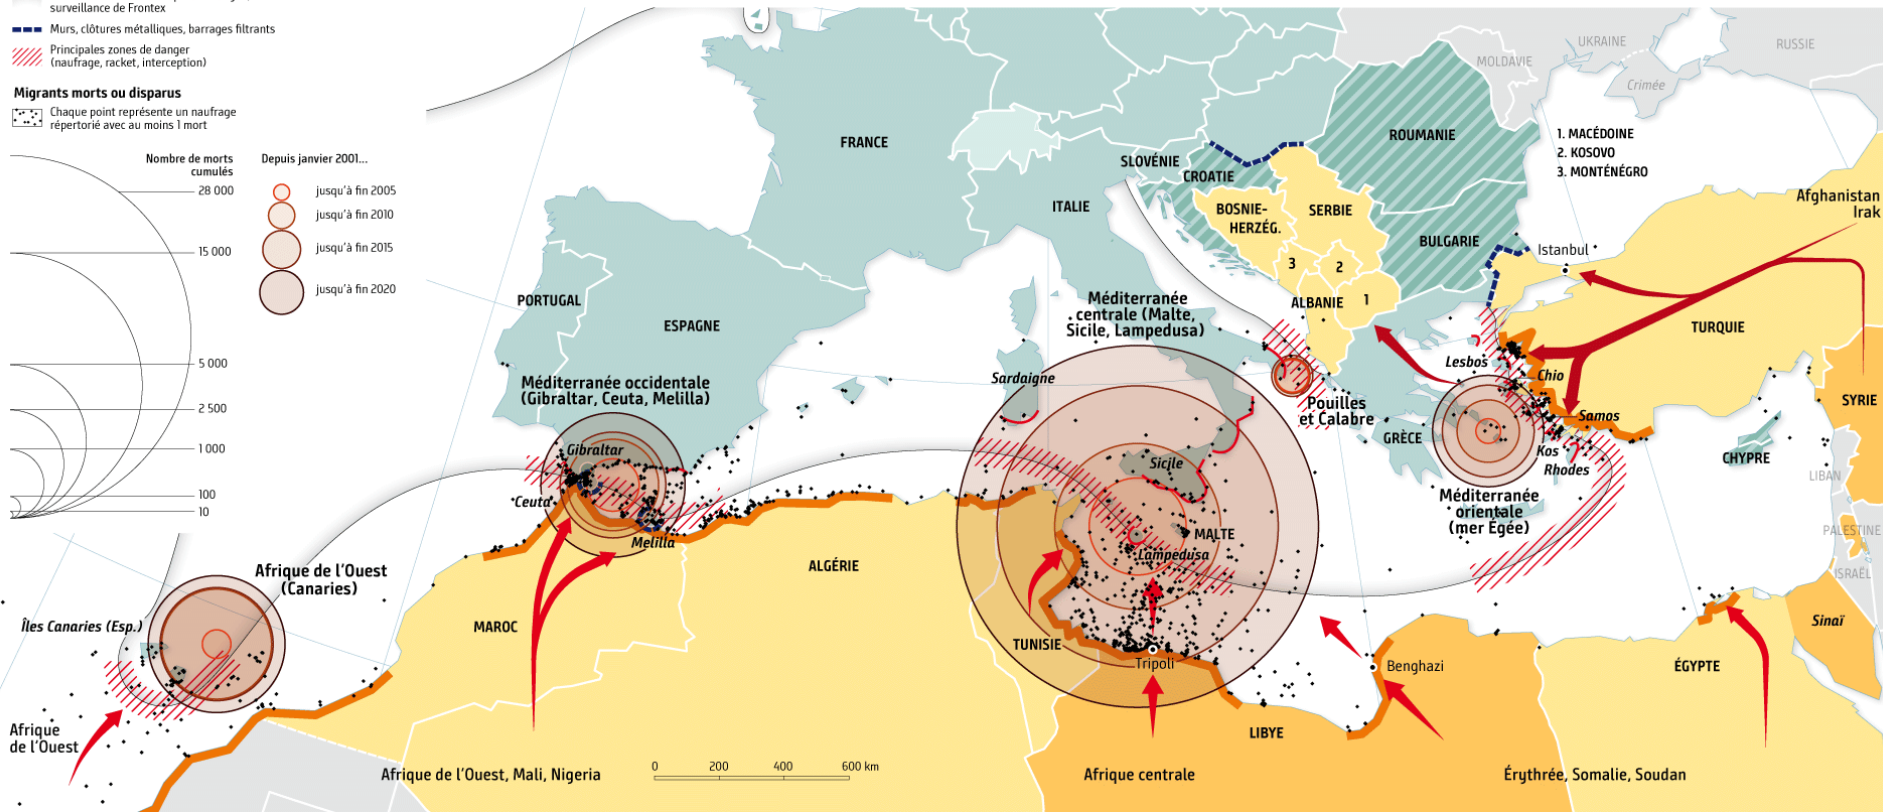 surveillance de Frontex
Murs, clôtures métalliques, barrages filtrants
Principales zones de danger
(naufrage, racket, interception)
Migrants morts ou disparus
Chaque point représente un naufrage
répertorié avec au moins 1 mort
Nombre de morts
cumulés
28 000
15 000
5 000
2 500
1 000
100
10
Depuis janvier 2001...
jusqu'à fin 2005
jusqu'à fin 2010
jusqu'à fin 2015
jusqu'à fin 2020
FRANCE
SLOVÉNIE
CROATIE
ITALIE
BOSNIE-
HERZÉG.
SERBIE
3
2
1
ALBANIE
ROUMANIE
BULGARIE
MOLDAVIE
UKRAINE
Crimée
RUSSIE
1. MACÉDOINE
2. KOSOVO
3. MONTÉNÉGRO
Afghanistan
Irak
Istanbul
TURQUIE
SYRIE
PORTUGAL
ESPAGNE
Méditerranée occidentale
(Gibraltar, Ceuta, Melilla)
Gibraltar
Ceuta
Melilla
Sardaigne
Méditerranée
centrale (Malte,
Sicile, Lampedusa)
Sicile
MALTE
Lampedusa
Pouilles
et Calabre
GRÈCE
Lesbos
Chio
Samos
Kos
Rhodes
Méditerranée
orientale
(mer Égée)
CHYPRE
LIBAN
PALESTINE
ISRAËL
Sinaï
Afrique de l'Ouest
(Canaries)
Îles Canaries (Esp.)
Afrique
de l'Ouest
MAROC
ALGÉRIE
TUNISIE
Tripoli
LIBYE
Benghazi
ÉGYPTE
Afrique de l'Ouest, Mali, Nigeria
0 200 400 600 km
Afrique centrale
Érythrée, Somalie, Soudan